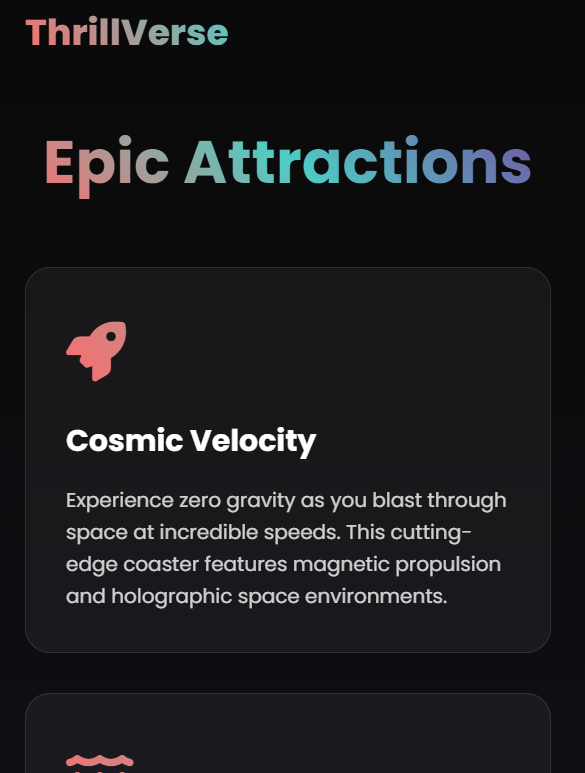 ThrillVerse
Epic Attractions
Cosmic Velocity
Experience zero gravity as you blast through
space at incredible speeds. This cutting-
edge coaster features magnetic propulsion
and holographic space environments.